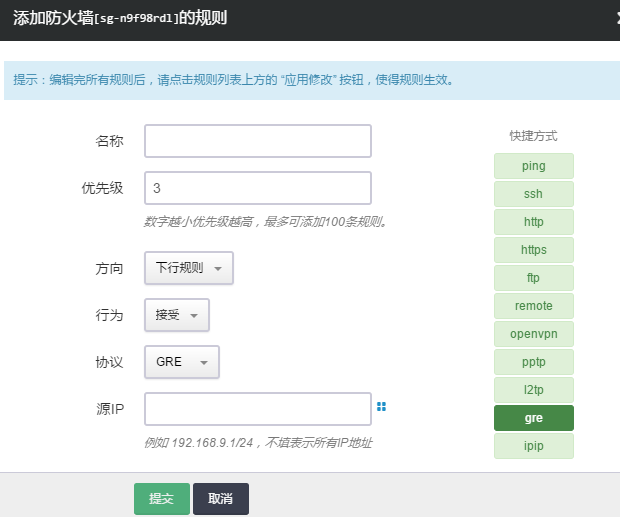 添加防火墙[sg-n9f98rdl]的规则
提示：编辑完所有规则后，请点击规则列表上方的 “应用修改” 按钮，使得规则生效。
名称
优先级 3
数字越小优先级越高，最多可添加100条规则。
方向 下行规则
行为 接受
协议 GRE
源IP
例如 192.168.9.1/24，不填表示所有IP地址
快捷方式
ping
ssh
http
https
ftp
remote
openvpn
pptp
l2tp
gre
ipip
提交 取消